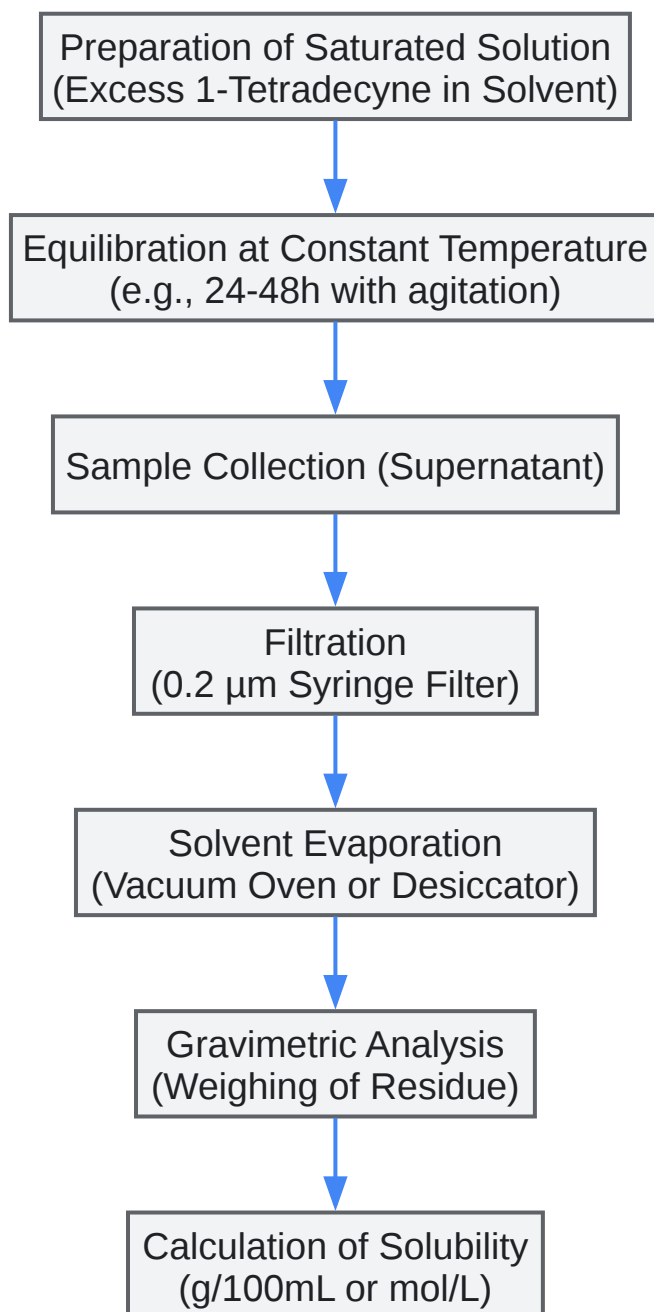 Preparation of Saturated Solution
(Excess 1-Tetradecyne in Solvent)
Equilibration at Constant Temperature
(e.g., 24-48h with agitation)
Sample Collection (Supernatant)
Filtration
(0.2 µm Syringe Filter)
Solvent Evaporation
(Vacuum Oven or Desiccator)
Gravimetric Analysis
(Weighing of Residue)
Calculation of Solubility
(g/100mL or mol/L)